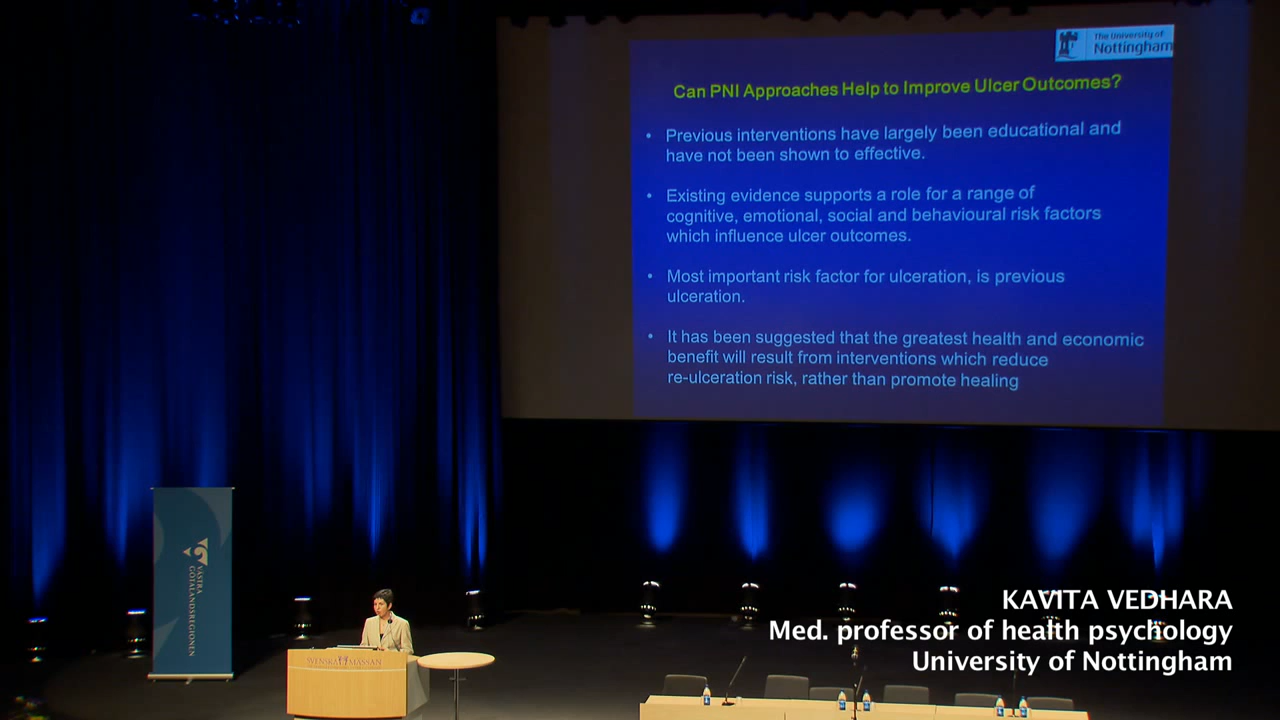 The University of
Nottingham
Can PNI Approaches Help to Improve Ulcer Outcomes?
• Previous interventions have largely been educational and
have not been shown to effective.
• Existing evidence supports a role for a range of
cognitive, emotional, social and behavioural risk factors
which influence ulcer outcomes.
• Most important risk factor for ulceration, is previous
ulceration.
• It has been suggested that the greatest health and economic
benefit will result from interventions which reduce
re-ulceration risk, rather than promote healing
VÄSTRA
GÖTALANDSREGIONEN
SVENSKA MÄSSAN
KAVITA VEDHARA
Med. professor of health psychology
University of Nottingham